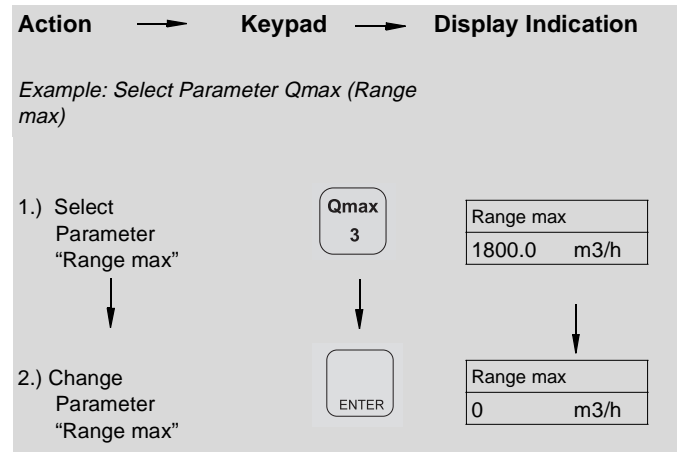 Action Keypad Display Indication
Example: Select Parameter Qmax (Range
max)
1.) Select
Parameter
“Range max”
Qmax
3
Range max
1800.0 m3/h
2.) Change
Parameter
“Range max”
ENTER
Range max
0 m3/h